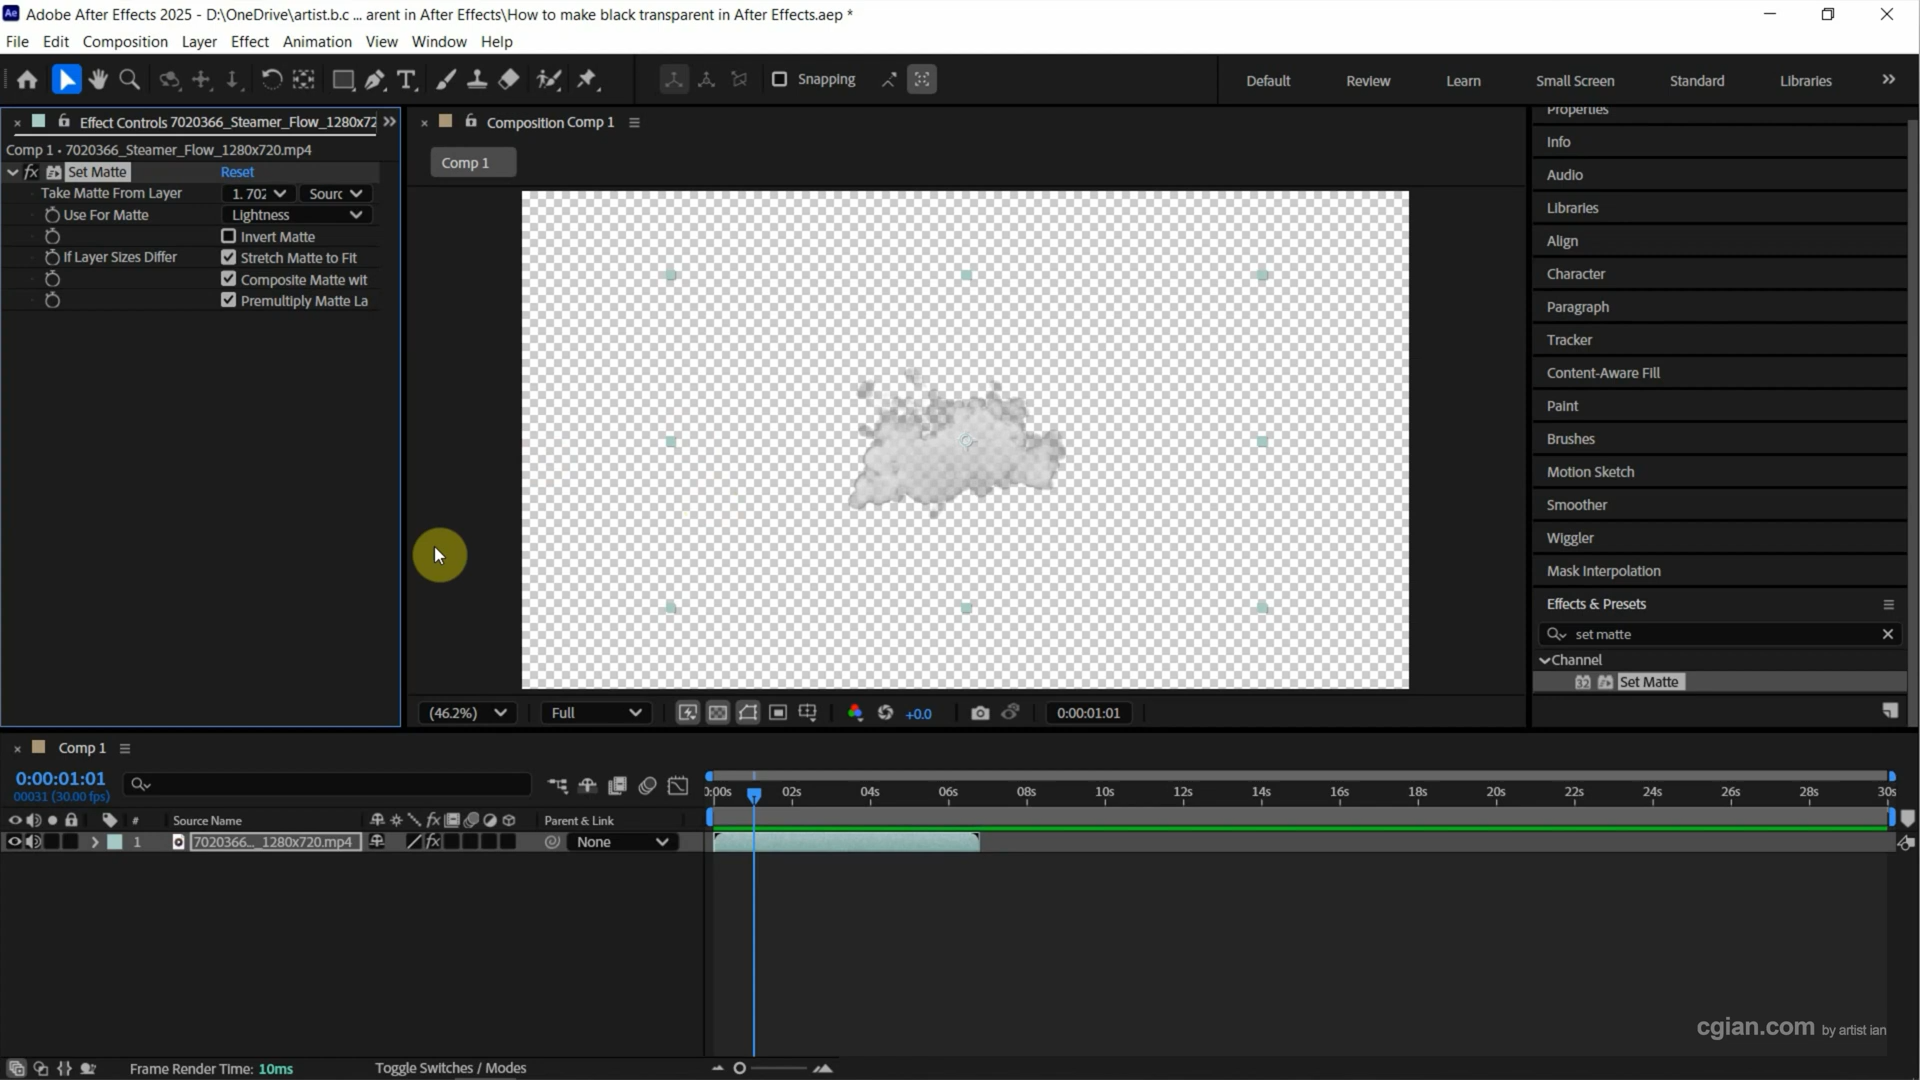 Adobe After Effects 2025 - D:\OneDrive\artist.b.c ... arent in After Effects\How to make black transparent in After Effects.aep *
File Edit Composition Layer Effect Animation View Window Help
Snapping
Default Review Learn Small Screen Standard Libraries
Effect Controls 7020366_Steamer_Flow_1280x72
Comp 1 • 7020366_Steamer_Flow_1280x720.mp4
fx Set Matte Reset
Take Matte From Layer 1. 702 Sourc
Use For Matte Lightness
Invert Matte
If Layer Sizes Differ Stretch Matte to Fit
Composite Matte wit
Premultiply Matte La
Composition Comp 1
Comp 1
(46.2%) Full +0.0 0:00:01:01
Properties
Info
Audio
Libraries
Align
Character
Paragraph
Tracker
Content-Aware Fill
Paint
Brushes
Motion Sketch
Smoother
Wiggler
Mask Interpolation
Effects & Presets
set matte
Channel
32 Set Matte
Comp 1
0:00:01:01
00031 (30.00 fps)
0:00s 02s 04s 06s 08s 10s 12s 14s 16s 18s 20s 22s 24s 26s 28s 30s
# Source Name fx Parent & Link
1 7020366..._1280x720.mp4 fx None
cgian.com by artist ian
Frame Render Time: 10ms Toggle Switches / Modes